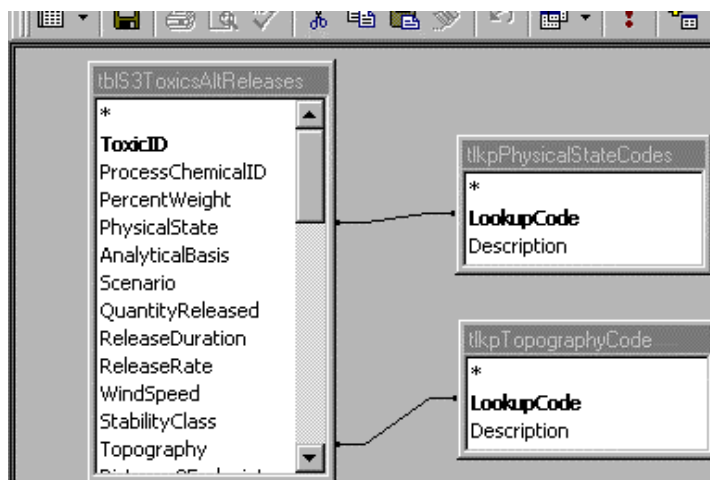 tblS3ToxicsAltReleases
*
ToxicID
ProcessChemicalID
PercentWeight
PhysicalState
AnalyticalBasis
Scenario
QuantityReleased
ReleaseDuration
ReleaseRate
WindSpeed
StabilityClass
Topography
tlkpPhysicalStateCodes
*
LookupCode
Description
tlkpTopographyCode
*
LookupCode
Description